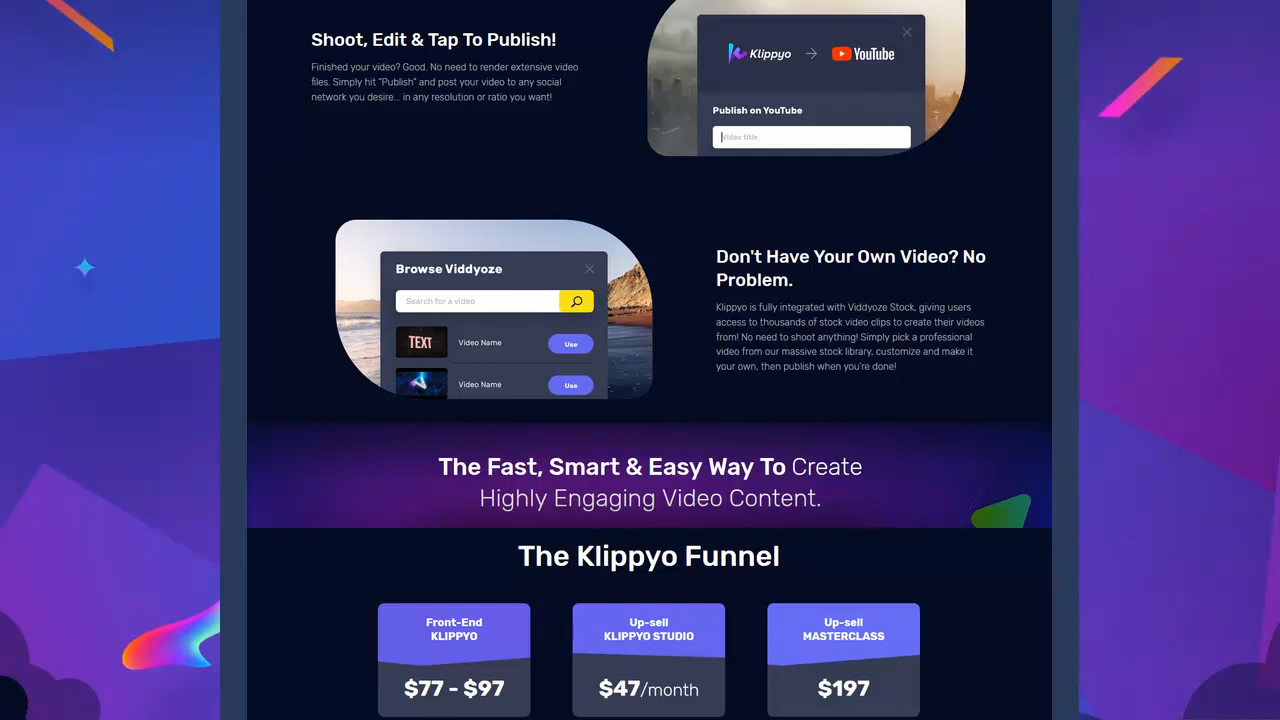 Shoot, Edit & Tap To Publish!
Finished your video? Good. No need to render extensive video
files. Simply hit “Publish” and post your video to any social
network you desire... in any resolution or ratio you want!
Klippyo
YouTube
Publish on YouTube
Video title
Browse Viddyoze
Search for a video
TEXT
Video Name
Use
Video Name
Use
Don't Have Your Own Video? No
Problem.
Klippyo is fully integrated with Viddyoze Stock, giving users
access to thousands of stock video clips to create their videos
from! No need to shoot anything! Simply pick a professional
video from our massive stock library, customize and make it
your own, then publish when you're done!
The Fast, Smart & Easy Way To Create
Highly Engaging Video Content.
The Klippyo Funnel
Front-End
KLIPPYO
$77 - $97
Up-sell
KLIPPYO STUDIO
$47/month
Up-sell
MASTERCLASS
$197